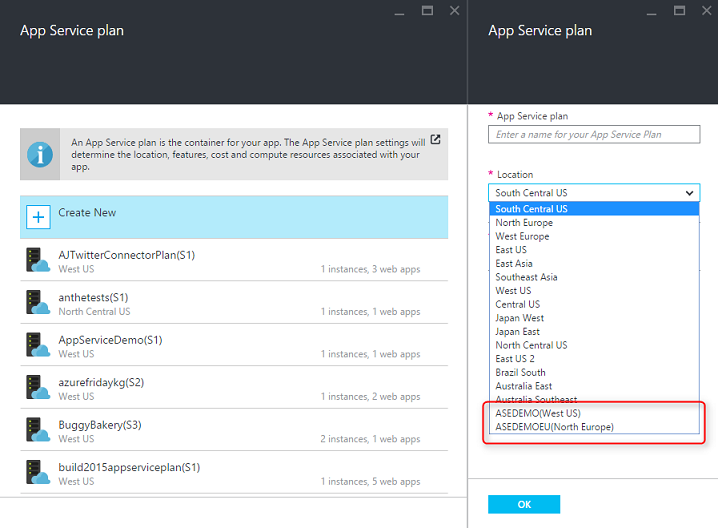 App Service plan
An App Service plan is the container for your app. The App Service plan settings will
determine the location, features, cost and compute resources associated with your
app.
Create New
AJTwitterConnectorPlan(S1)
West US
1 instances, 3 web apps
anthetests(S1)
North Central US
1 instances, 1 web apps
AppServiceDemo(S1)
West US
1 instances, 1 web apps
azurefridaykg(S2)
West US
1 instances, 2 web apps
BuggyBakery(S3)
West US
2 instances, 1 web apps
build2015appserviceplan(S1)
West US
1 instances, 5 web apps
App Service plan
* App Service plan
Enter a name for your App Service Plan
* Location
South Central US
South Central US
North Europe
West Europe
East US
East Asia
Southeast Asia
West US
Central US
Japan West
Japan East
North Central US
East US 2
Brazil South
Australia East
Australia Southeast
ASEDEMO(West US)
ASEDEMOEU(North Europe)
OK